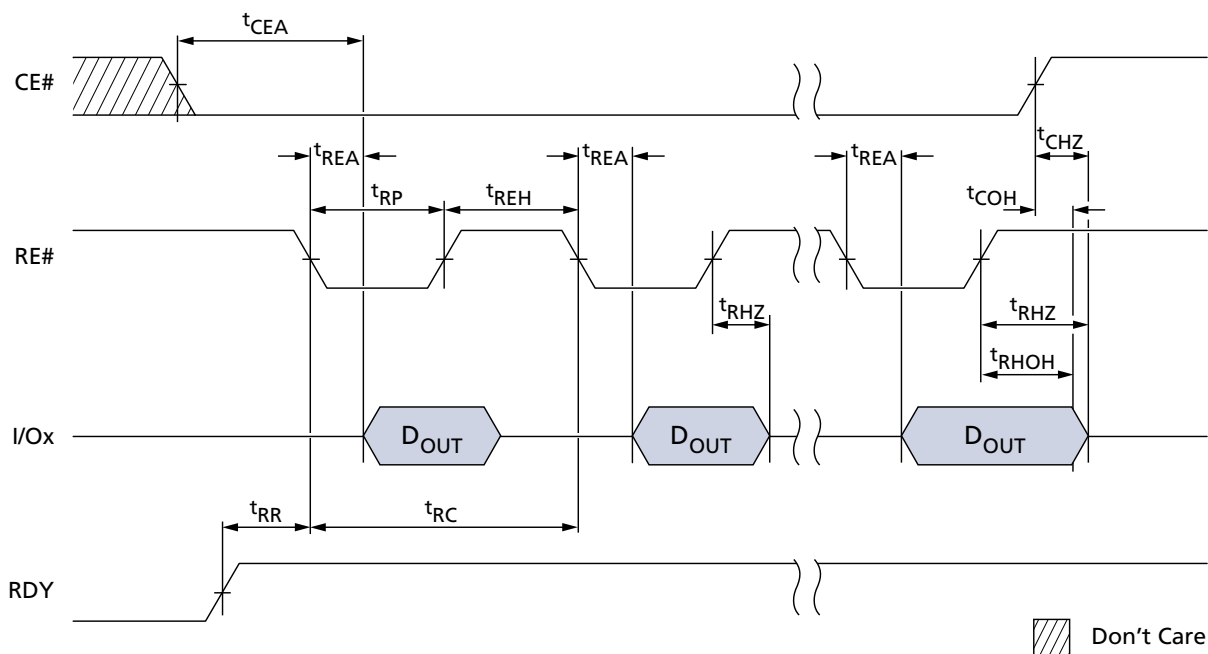 tCEA
CE#
tCHZ
tREA tREA tREA
tRP tREH tCOH
RE#
tRHZ tRHZ
tRHOH
I/Ox DOUT DOUT DOUT
tRR tRC
RDY
Don't Care